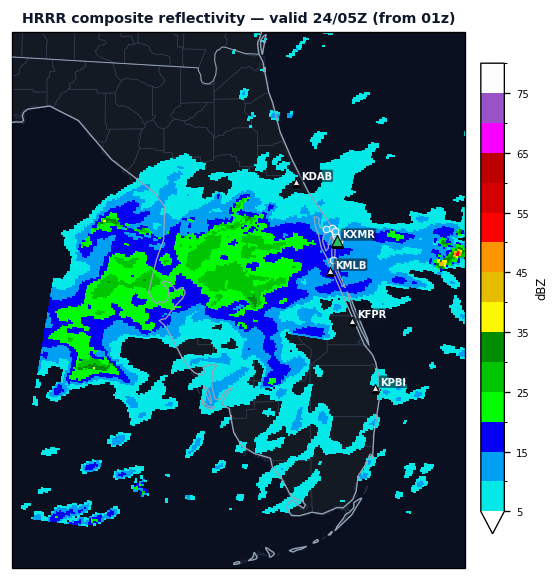 HRRR composite reflectivity — valid 24/05Z (from 01z)
KDAB
KXMR
KMLB
KFPR
KPBI
75
65
55
45
35
25
15
5
dBZ